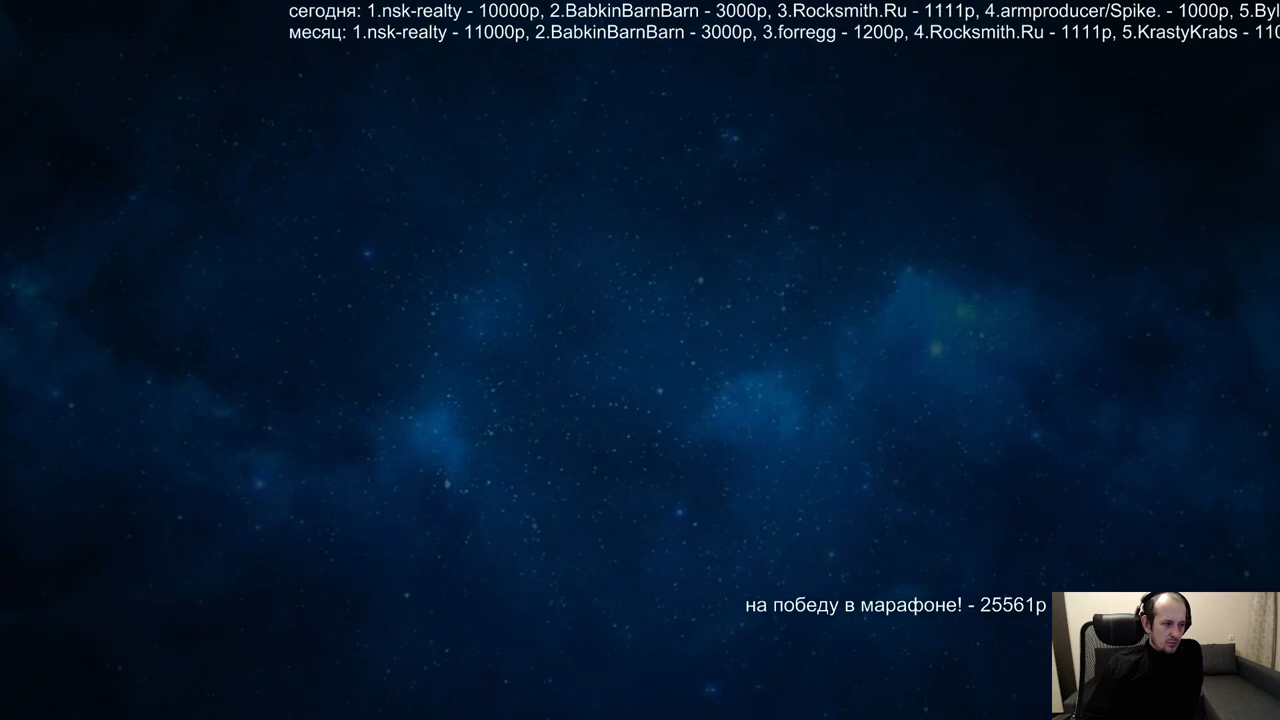 сегодня: 1.nsk-realty - 10000р, 2.BabkinBarnBarn - 3000р, 3.Rocksmith.Ru - 1111р, 4.armproducer/Spike. - 1000р, 5.Byl
месяц: 1.nsk-realty - 11000р, 2.BabkinBarnBarn - 3000р, 3.forregg - 1200р, 4.Rocksmith.Ru - 1111р, 5.KrastyKrabs - 110
на победу в марафоне! - 25561р